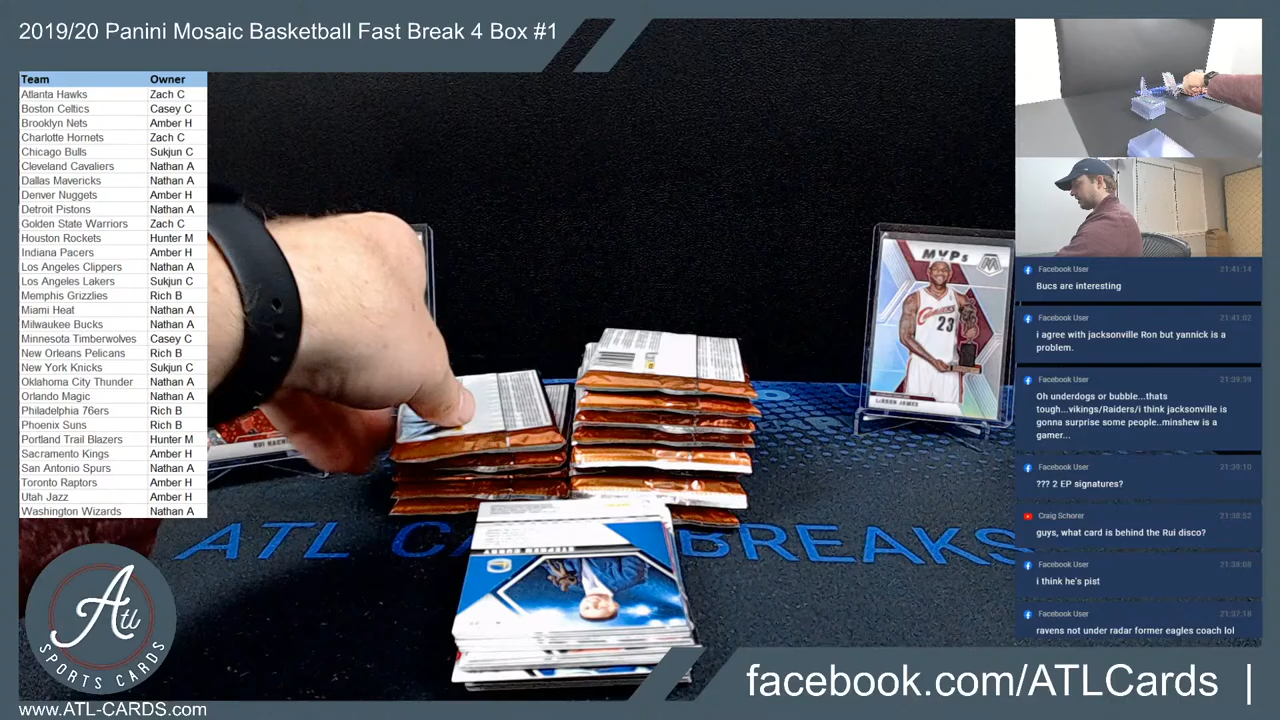 2019/20 Panini Mosaic Basketball Fast Break 4 Box #1
Team Owner
Atlanta Hawks Zach C
Boston Celtics Casey C
Brooklyn Nets Amber H
Charlotte Hornets Zach C
Chicago Bulls Sukjun C
Cleveland Cavaliers Nathan A
Dallas Mavericks Nathan A
Denver Nuggets Amber H
Detroit Pistons Nathan A
Golden State Warriors Zach C
Houston Rockets Hunter M
Indiana Pacers Amber H
Los Angeles Clippers Nathan A
Los Angeles Lakers Sukjun C
Memphis Grizzlies Rich B
Miami Heat Nathan A
Milwaukee Bucks Nathan A
Minnesota Timberwolves Casey C
New Orleans Pelicans Rich B
New York Knicks Sukjun C
Oklahoma City Thunder Nathan A
Orlando Magic Nathan A
Philadelphia 76ers Rich B
Phoenix Suns Rich B
Portland Trail Blazers Hunter M
Sacramento Kings Amber H
San Antonio Spurs Nathan A
Toronto Raptors Amber H
Utah Jazz Amber H
Washington Wizards Nathan A
MVPs
CAVALIERS
23
LeBRON JAMES
STEPHEN CURRY
ATL CA BREAKS
Facebook User 21:41:14
Bucs are interesting
Facebook User 21:41:02
i agree with jacksonville Ron but yannick is a
problem.
Facebook User 21:39:39
Oh underdogs or bubble...thats
tough...vikings/Raiders/i think jacksonville is
gonna surprise some people..minshew is a
gamer...
Facebook User 21:39:10
??? 2 EP signatures?
Craig Schorer 21:38:52
guys, what card is behind the Rui disco?
Facebook User 21:38:08
i think he's pist
Facebook User 21:37:18
ravens not under radar former eagles coach lol
Atl
SPORTS CARDS
www.ATL-CARDS.com
facebook.com/ATLCards |